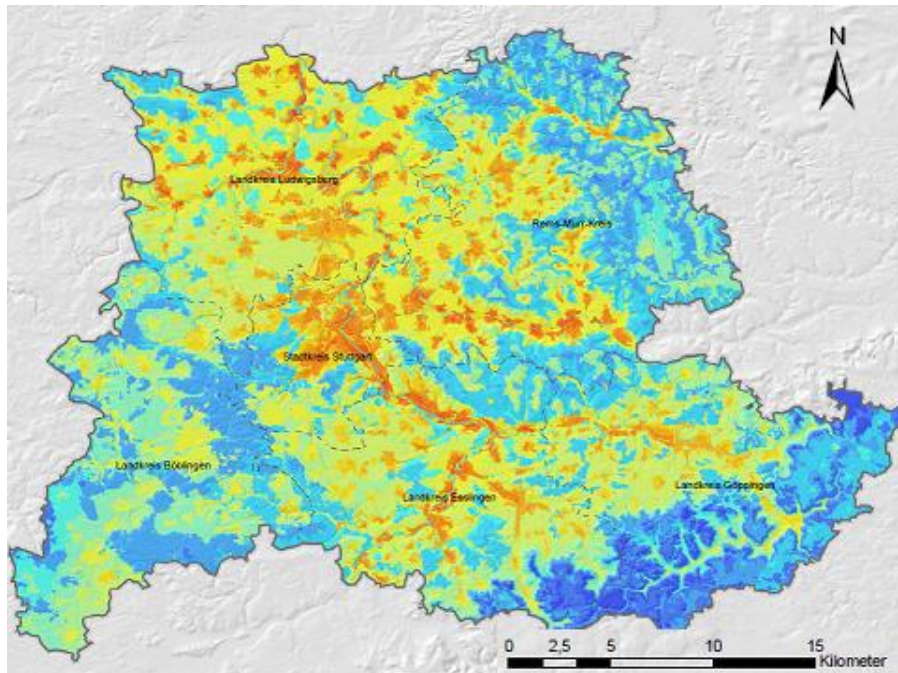 N
Landkreis Ludwigsburg
Rems-Murr-Kreis
Stadtkreis Stuttgart
Landkreis Böblingen
Landkreis Esslingen
Landkreis Göppingen
0 2,5 5 10 15
Kilometer